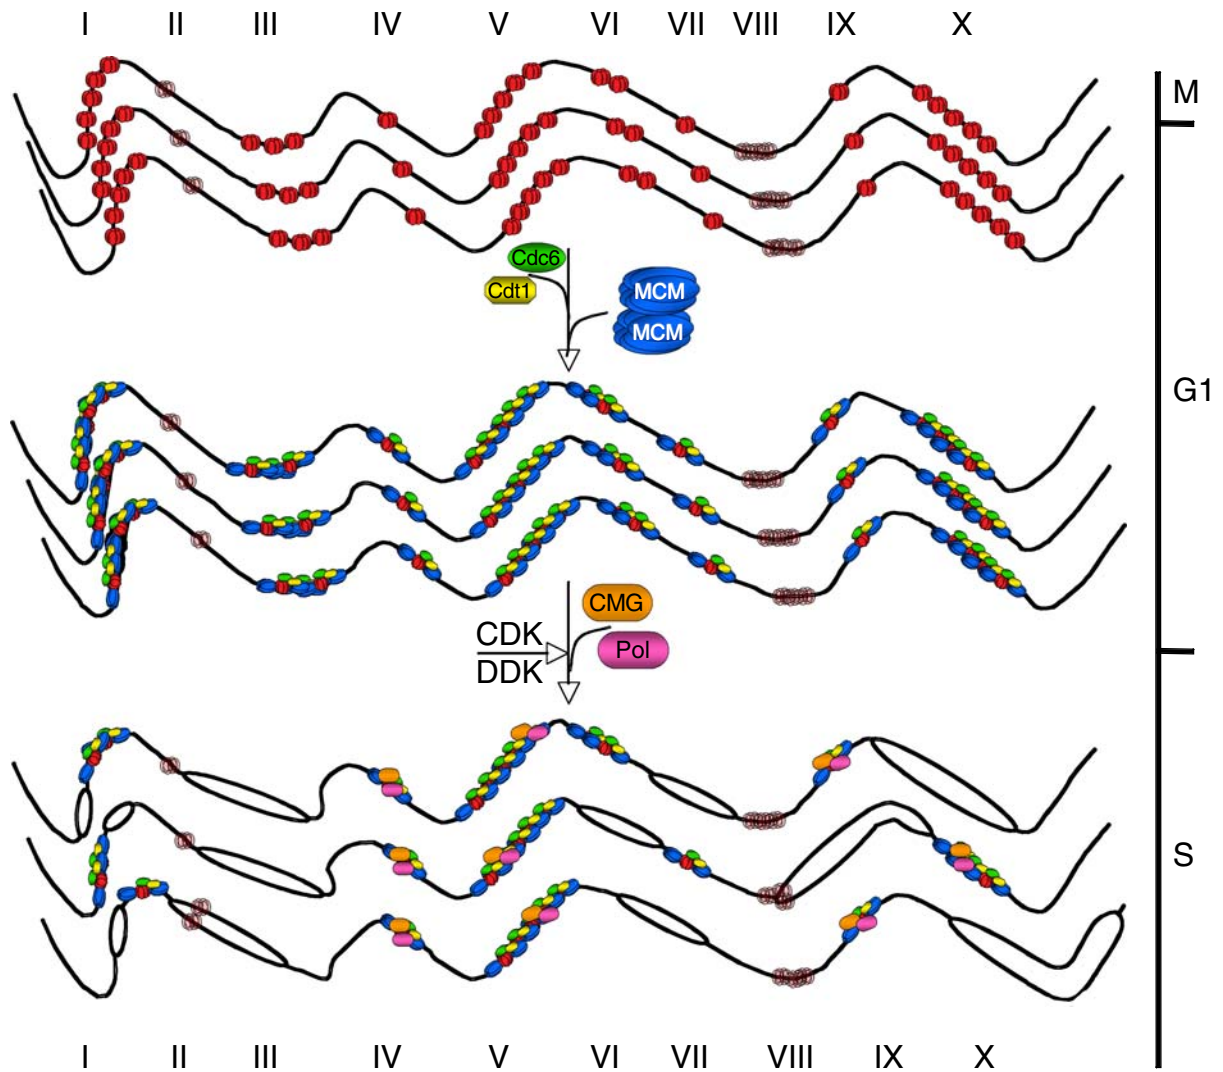 I II III IV V VI VII VIII IX X
M
Cdc6
Cdt1
MCM
MCM
G1
CMG
CDK
Pol
DDK
S
I II III IV V VI VII VIII IX X